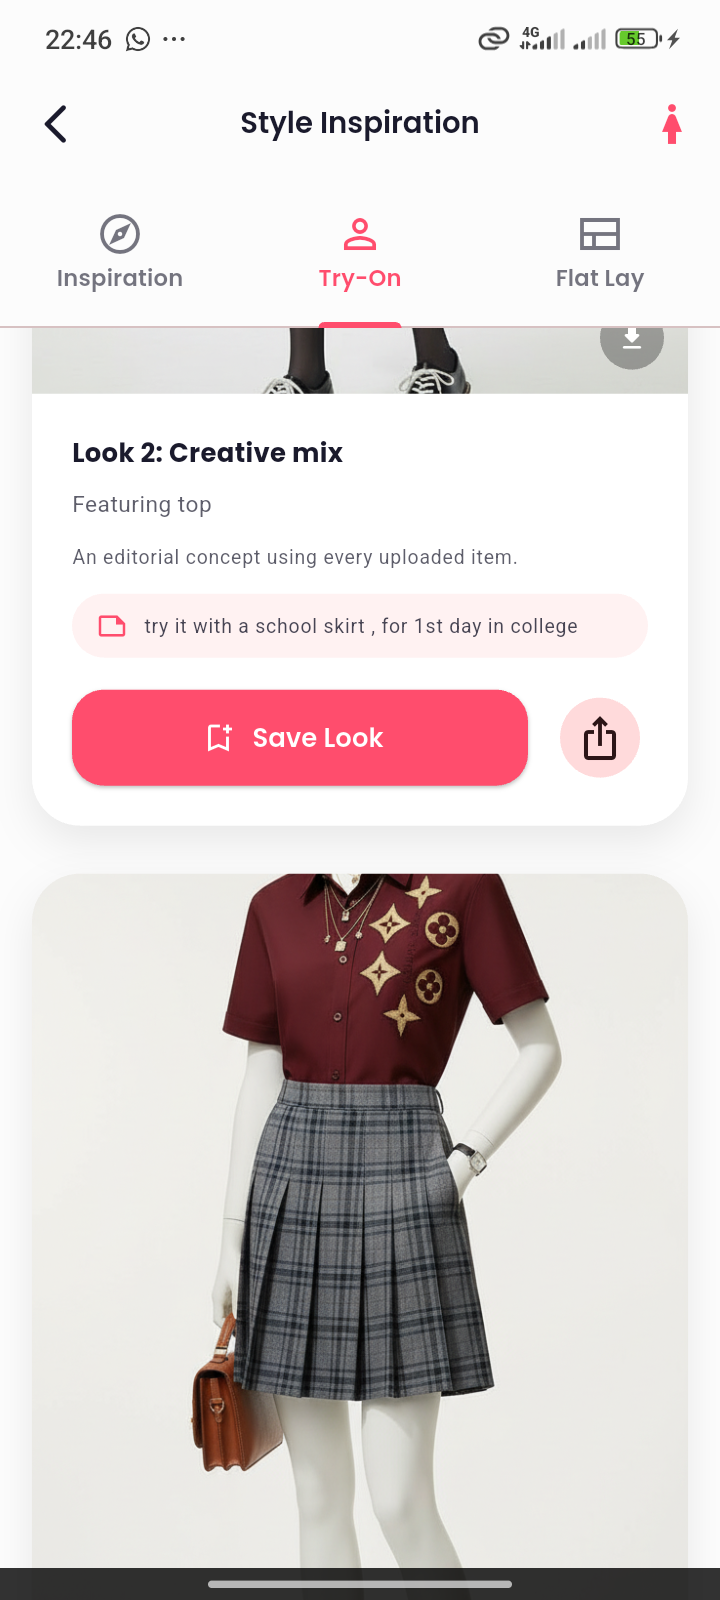 22:46
4G
55
Style Inspiration
Inspiration
Try-On
Flat Lay
Look 2: Creative mix
Featuring top
An editorial concept using every uploaded item.
try it with a school skirt , for 1st day in college
Save Look